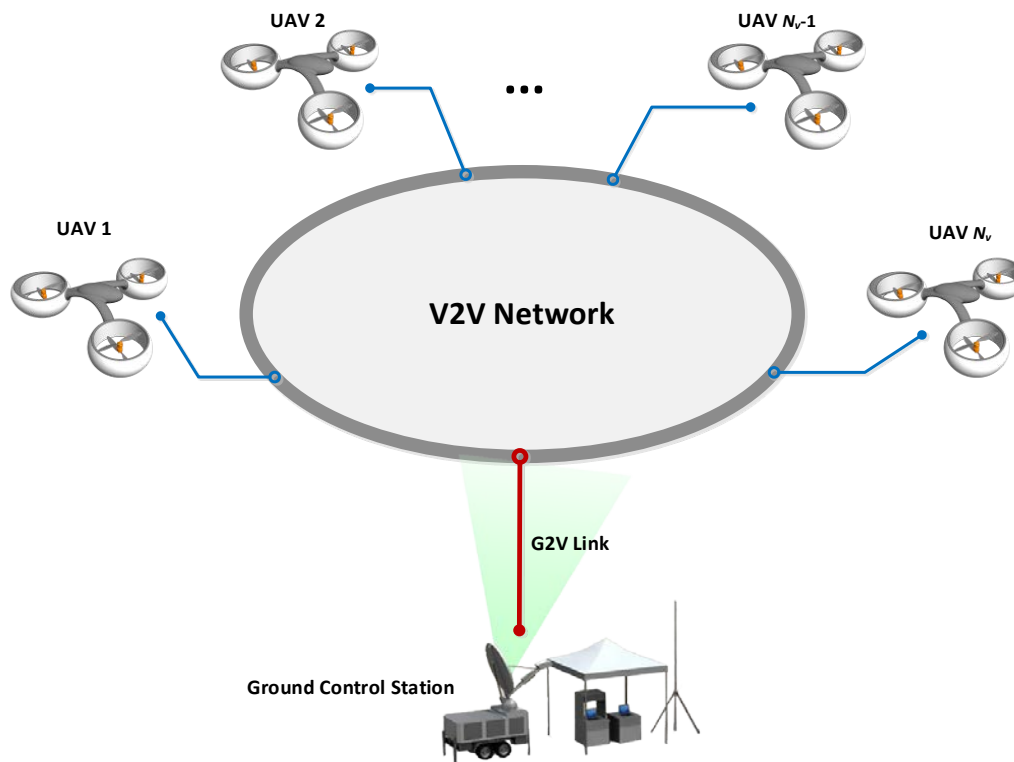 UAV 2
UAV Nᵥ-1
...
UAV 1
UAV Nᵥ
V2V Network
G2V Link
Ground Control Station